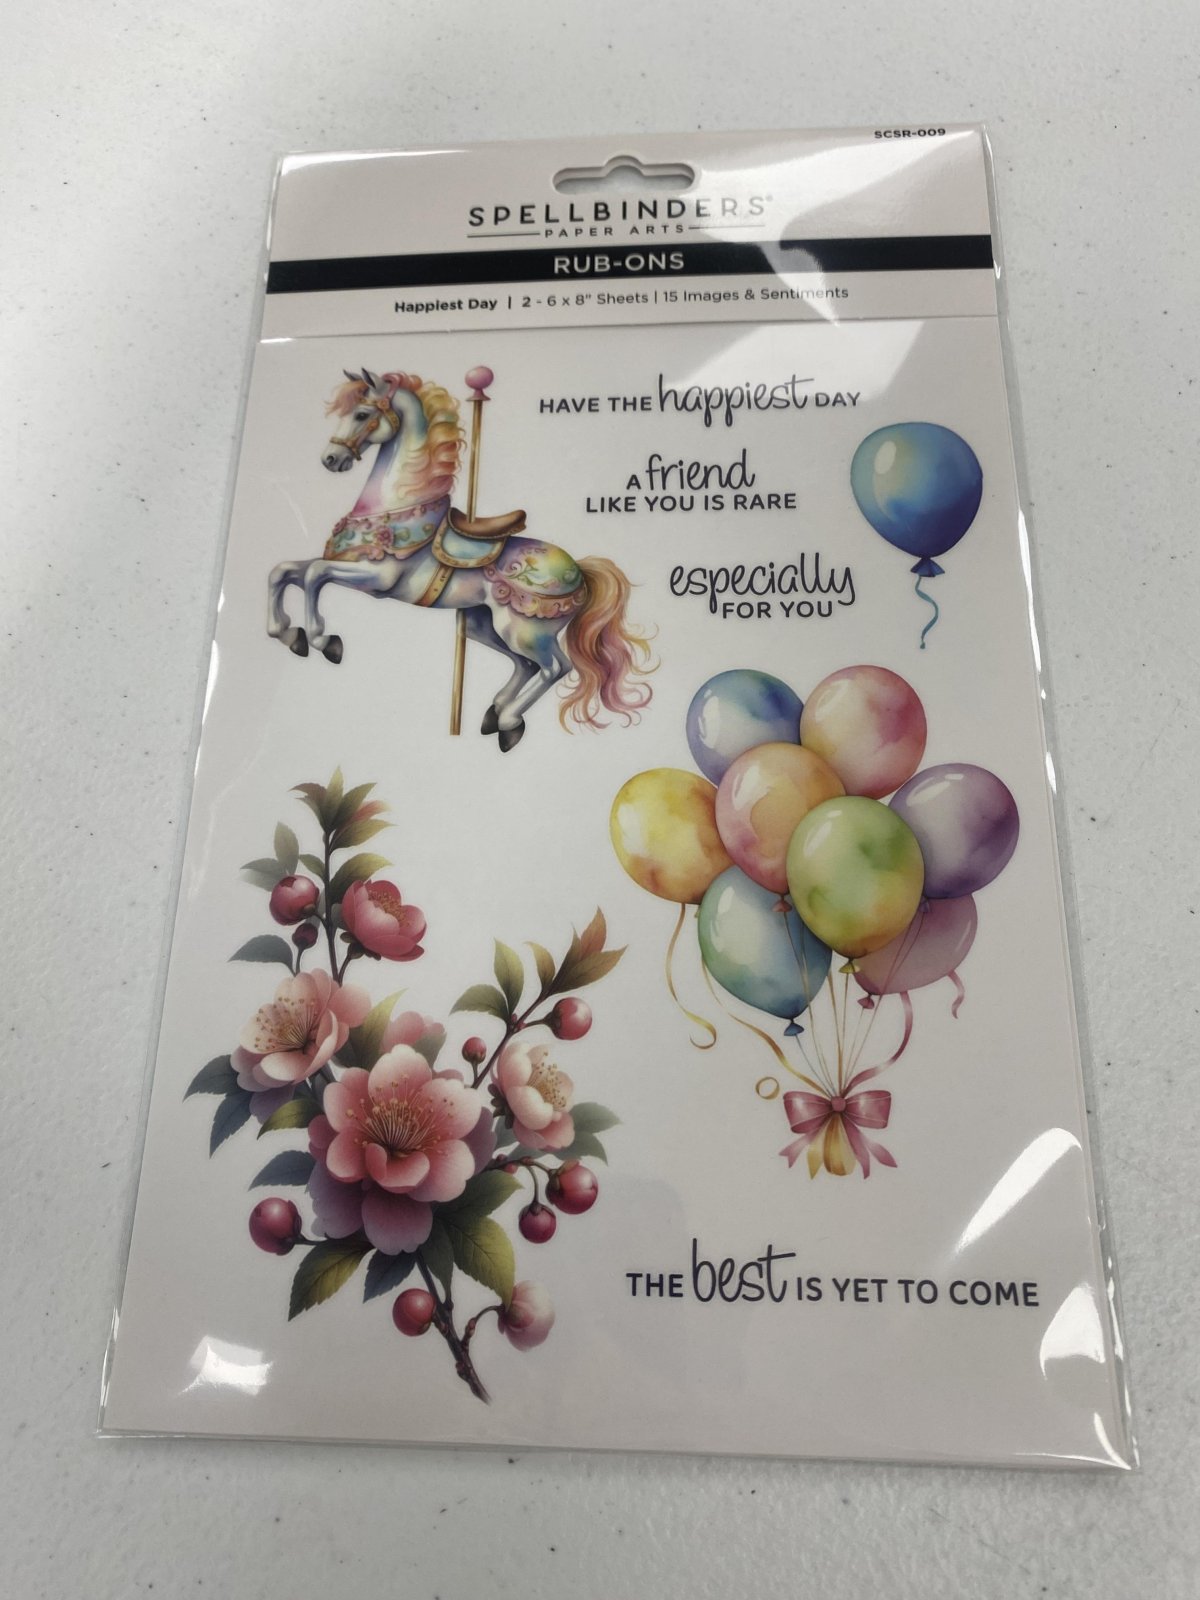 SCSR-009
SPELLBINDERS®
PAPER ARTS
RUB-ONS
Happiest Day | 2 - 6 x 8" Sheets | 15 Images & Sentiments
HAVE THE happiest DAY
A friend
LIKE YOU IS RARE
especially
FOR YOU
THE best IS YET TO COME